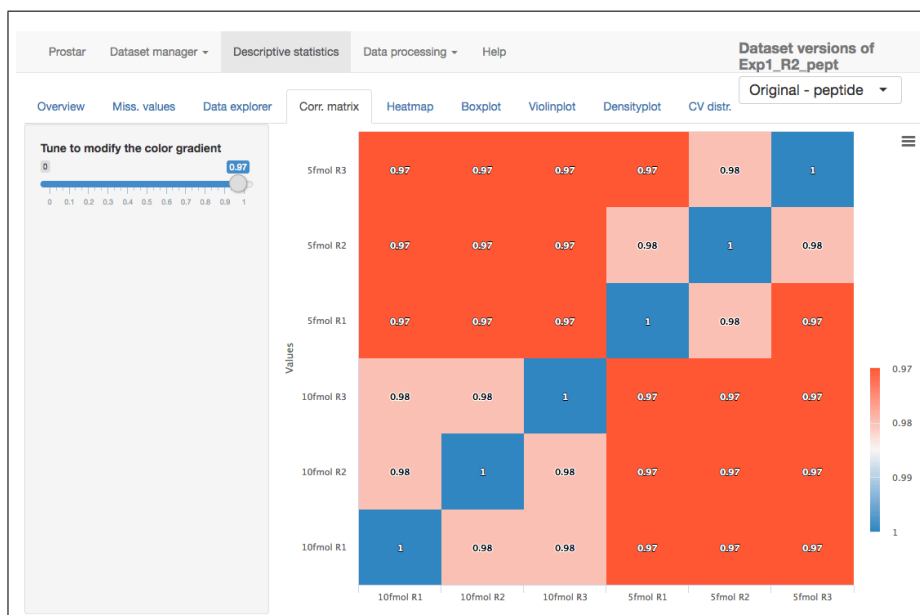 Prostar Dataset manager Descriptive statistics Data processing Help
Dataset versions of
Exp1_R2_pept
Original - peptide
Overview Miss. values Data explorer Corr. matrix Heatmap Boxplot Violinplot Densityplot CV distr.
Tune to modify the color gradient
0 0.97
0 0.1 0.2 0.3 0.4 0.5 0.6 0.7 0.8 0.9 1
Values
5fmol R3 0.97 0.97 0.97 0.97 0.98 1
5fmol R2 0.97 0.97 0.97 0.98 1 0.98
5fmol R1 0.97 0.97 0.97 1 0.98 0.97
10fmol R3 0.98 0.98 1 0.97 0.97 0.97
10fmol R2 0.98 1 0.98 0.97 0.97 0.97
10fmol R1 1 0.98 0.98 0.97 0.97 0.97
10fmol R1 10fmol R2 10fmol R3 5fmol R1 5fmol R2 5fmol R3
0.97
0.98
0.99
1